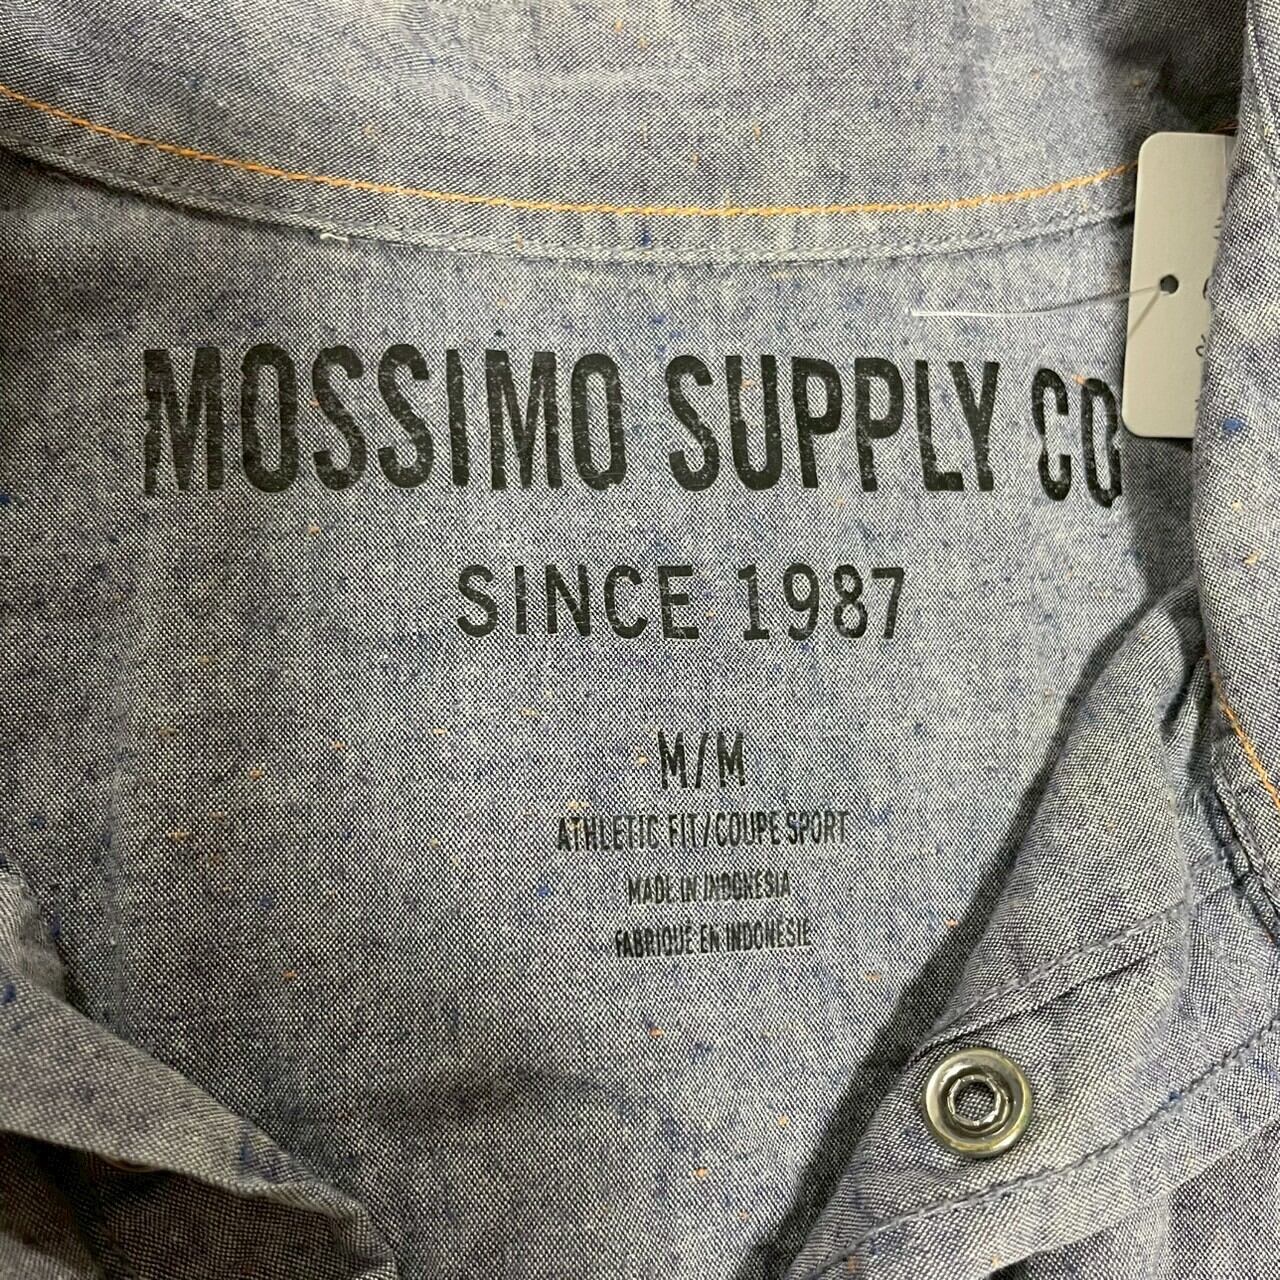 MOSSIMO SUPPLY CO
SINCE 1987
M/M
ATHLETIC FIT/COUPE SPORT
MADE IN INDONESIA
FABRIQUÉ EN INDONÉSIE